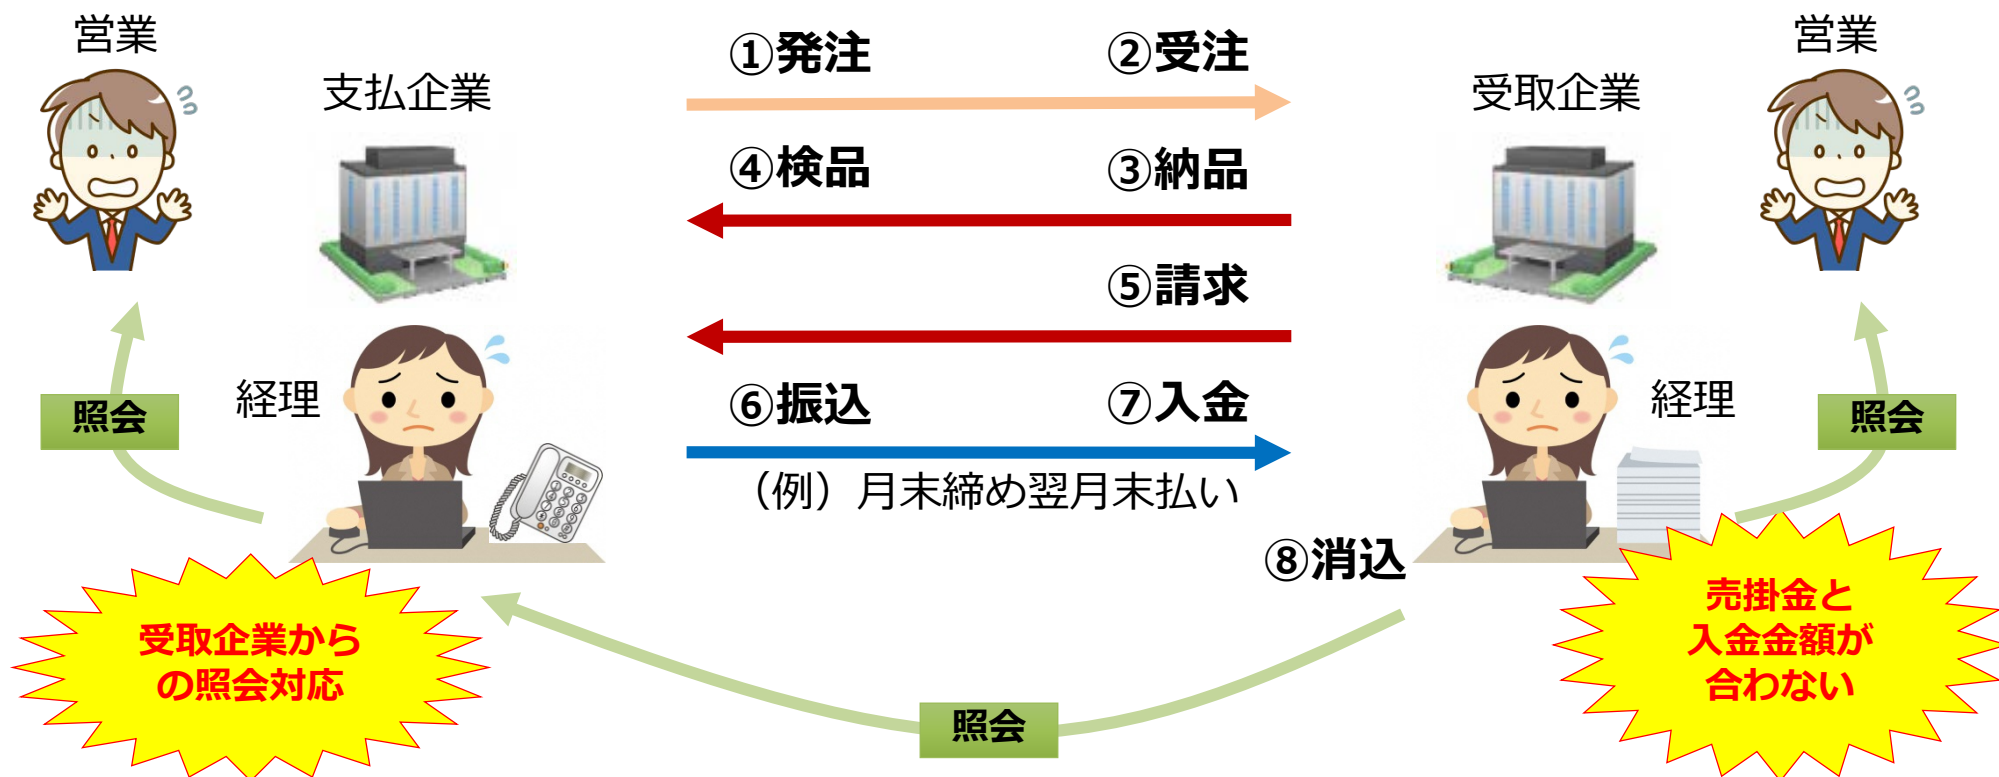 営業
支払企業
①発注
②受注
受取企業
営業
④検品
③納品
⑤請求
経理
照会
⑥振込
⑦入金
経理
照会
（例）月末締め翌月末払い
⑧消込
受取企業から
の照会対応
売掛金と
入金金額が
合わない
照会